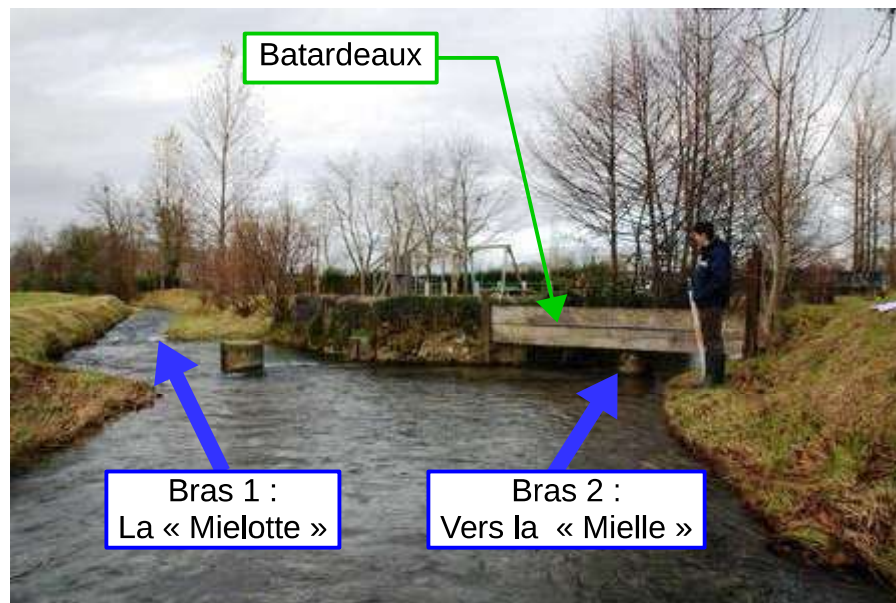 Batardeaux
Bras 1 :
La « Mielotte »
Bras 2 :
Vers la « Mielle »